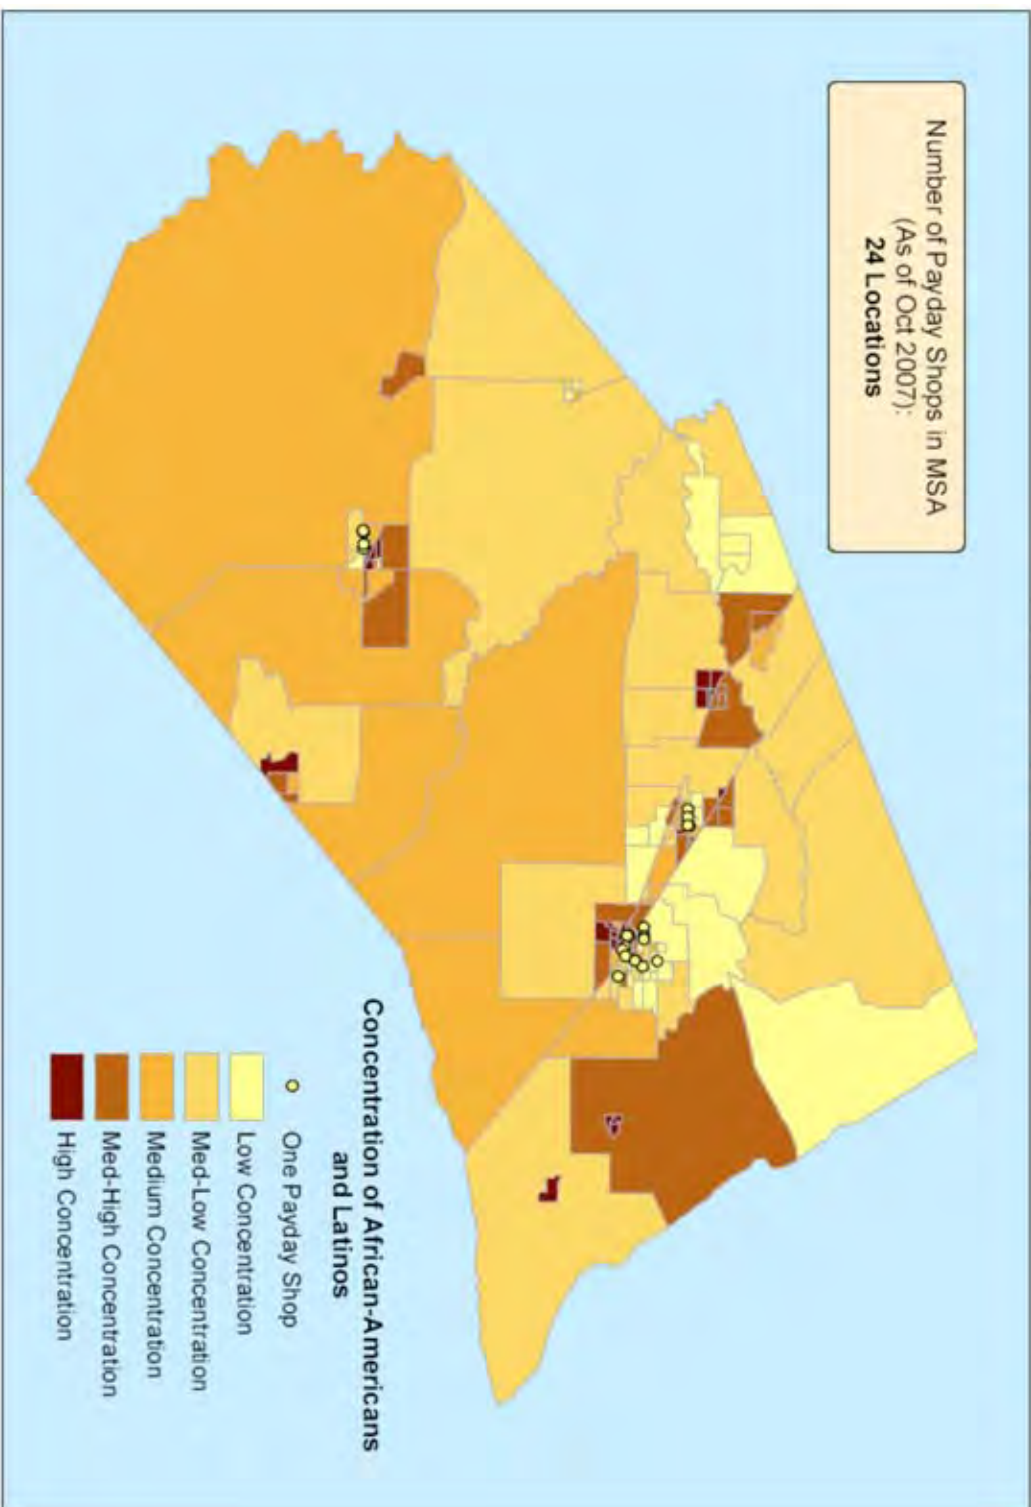 Number of Payday Shops in MSA
(As of Oct 2007):
24 Locations
Concentration of African-Americans
and Latinos
One Payday Shop
Low Concentration
Med-Low Concentration
Medium Concentration
Med-High Concentration
High Concentration